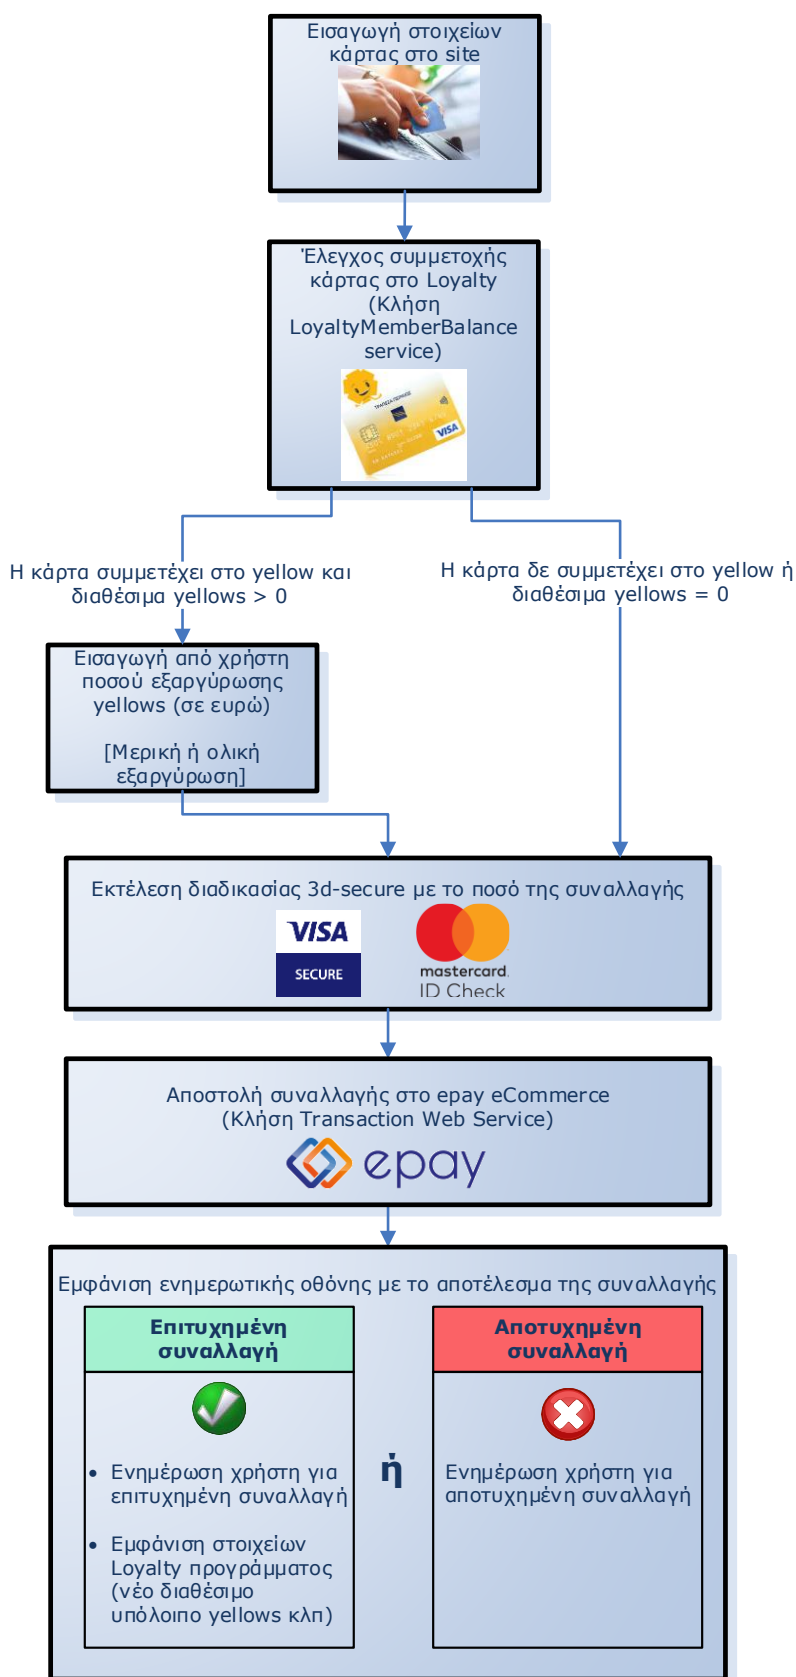 Εισαγωγή στοιχείων
κάρτας στο site
Έλεγχος συμμετοχής
κάρτας στο Loyalty
(Κλήση
LoyaltyMemberBalance
service)
ΤΡΑΠΕΖΑ ΠΕΙΡΑΙΩΣ
VISA
Η κάρτα συμμετέχει στο yellow και
διαθέσιμα yellows > 0
Η κάρτα δε συμμετέχει στο yellow ή
διαθέσιμα yellows = 0
Εισαγωγή από χρήστη
ποσού εξαργύρωσης
yellows (σε ευρώ)
[Μερική ή ολική
εξαργύρωση]
Εκτέλεση διαδικασίας 3d-secure με το ποσό της συναλλαγής
VISA
SECURE
mastercard.
ID Check
Αποστολή συναλλαγής στο epay eCommerce
(Κλήση Transaction Web Service)
epay
Εμφάνιση ενημερωτικής οθόνης με το αποτέλεσμα της συναλλαγής
Επιτυχημένη
συναλλαγή
• Ενημέρωση χρήστη για
επιτυχημένη συναλλαγή
• Εμφάνιση στοιχείων
Loyalty προγράμματος
(νέο διαθέσιμο
υπόλοιπο yellows κλπ)
ή
Αποτυχημένη
συναλλαγή
Ενημέρωση χρήστη για
αποτυχημένη συναλλαγή